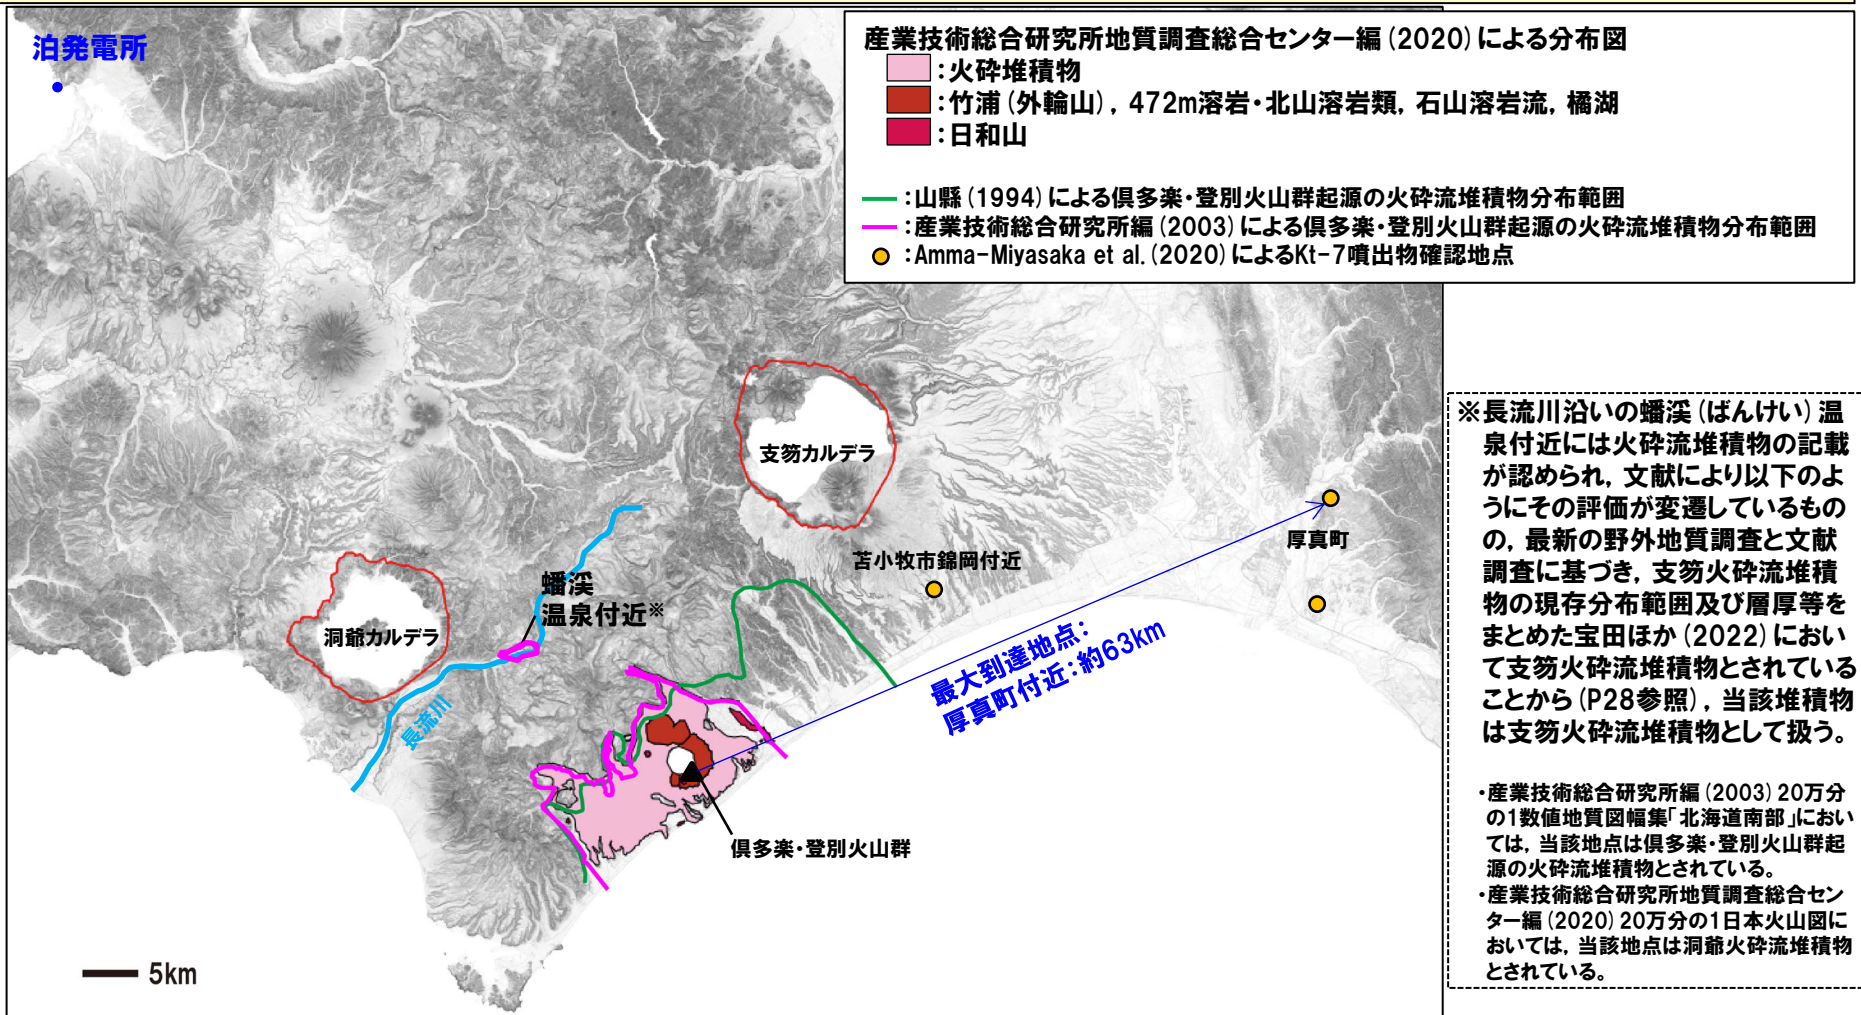 泊発電所
産業技術総合研究所地質調査総合センター編(2020)による分布図
：火砕堆積物
：竹浦(外輪山), 472m溶岩・北山溶岩類, 石山溶岩流, 橘湖
：日和山
：山縣(1994)による倶多楽・登別火山群起源の火砕流堆積物分布範囲
：産業技術総合研究所編(2003)による倶多楽・登別火山群起源の火砕流堆積物分布範囲
：Amma-Miyasaka et al.(2020)によるKt-7噴出物確認地点
支笏カルデラ
厚真町
苫小牧市錦岡付近
蟠渓
温泉付近※
洞爺カルデラ
長流川
最大到達地点：
厚真町付近：約63km
倶多楽・登別火山群
5km
※長流川沿いの蟠渓(ばんけい)温
泉付近には火砕流堆積物の記載
が認められ, 文献により以下のよ
うにその評価が変遷しているもの
の, 最新の野外地質調査と文献
調査に基づき, 支笏火砕流堆積
物の現存分布範囲及び層厚等を
まとめた宝田ほか(2022)におい
て支笏火砕流堆積物とされている
ことから(P28参照), 当該堆積物
は支笏火砕流堆積物として扱う。
・産業技術総合研究所編(2003)20万分
の1数値地質図幅集「北海道南部」におい
ては, 当該地点は倶多楽・登別火山群起
源の火砕流堆積物とされている。
・産業技術総合研究所地質調査総合セン
ター編(2020)20万分の1日本火山図に
おいては, 当該地点は洞爺火砕流堆積物
とされている。